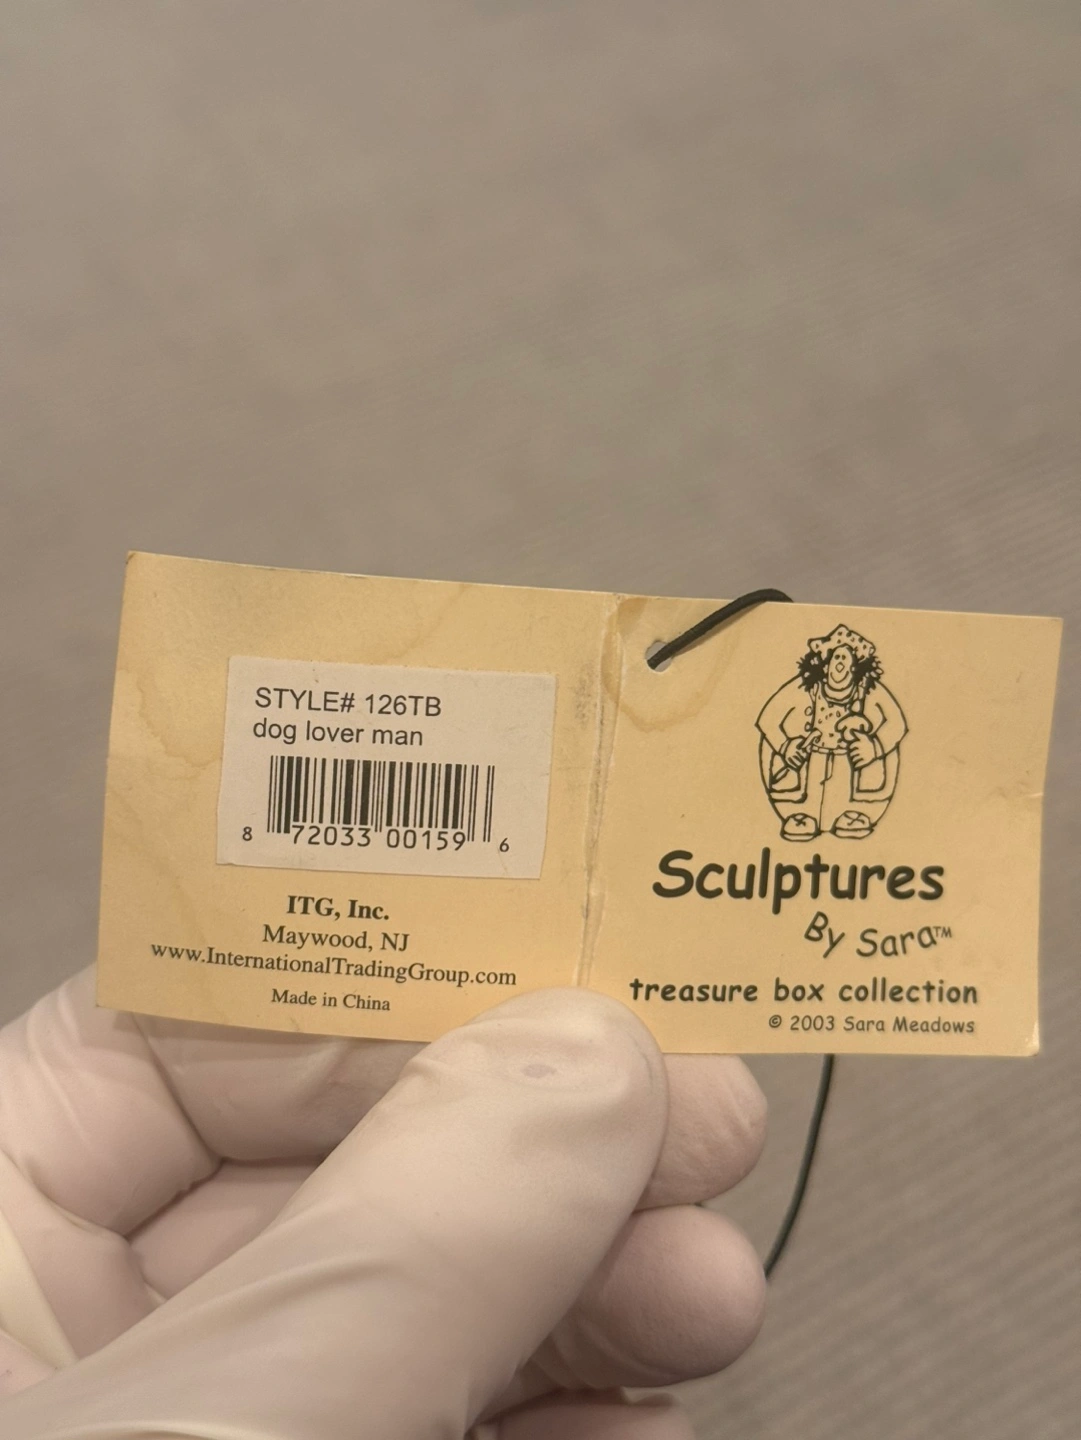 STYLE# 126TB
dog lover man
8 72033 00159 6
ITG, Inc.
Maywood, NJ
www.InternationalTradingGroup.com
Made in China
Sculptures
By Sara™
treasure box collection
© 2003 Sara Meadows